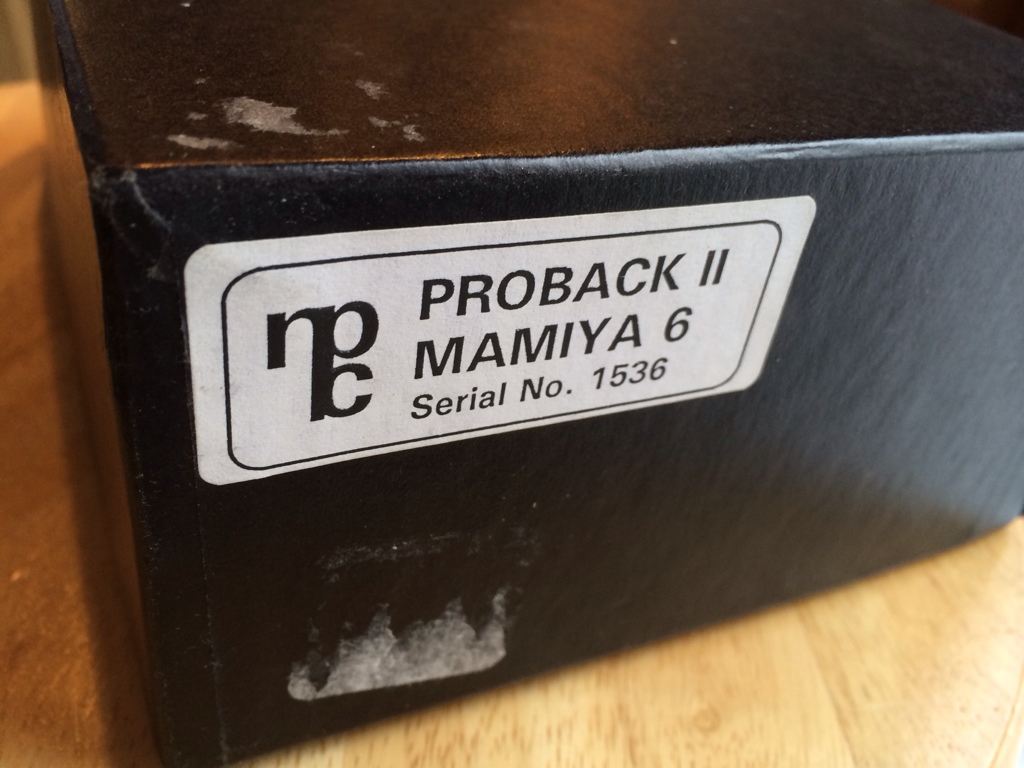 npc
PROBACK II
MAMIYA 6
Serial No. 1536